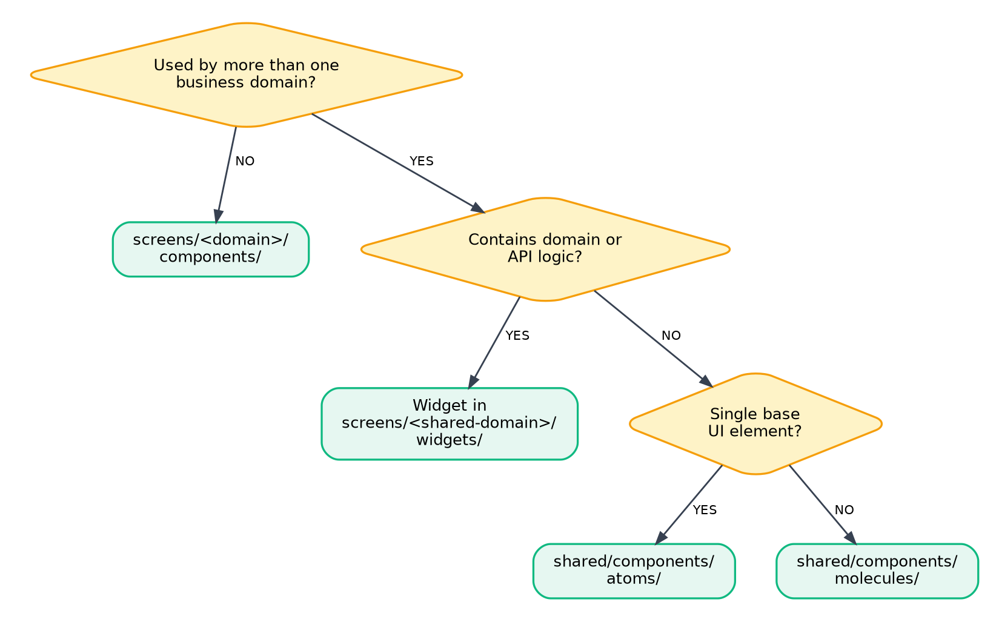 Used by more than one
business domain?
NO
YES
screens/<domain>/
components/
Contains domain or
API logic?
YES
NO
Widget in
screens/<shared-domain>/
widgets/
Single base
UI element?
YES
NO
shared/components/
atoms/
shared/components/
molecules/